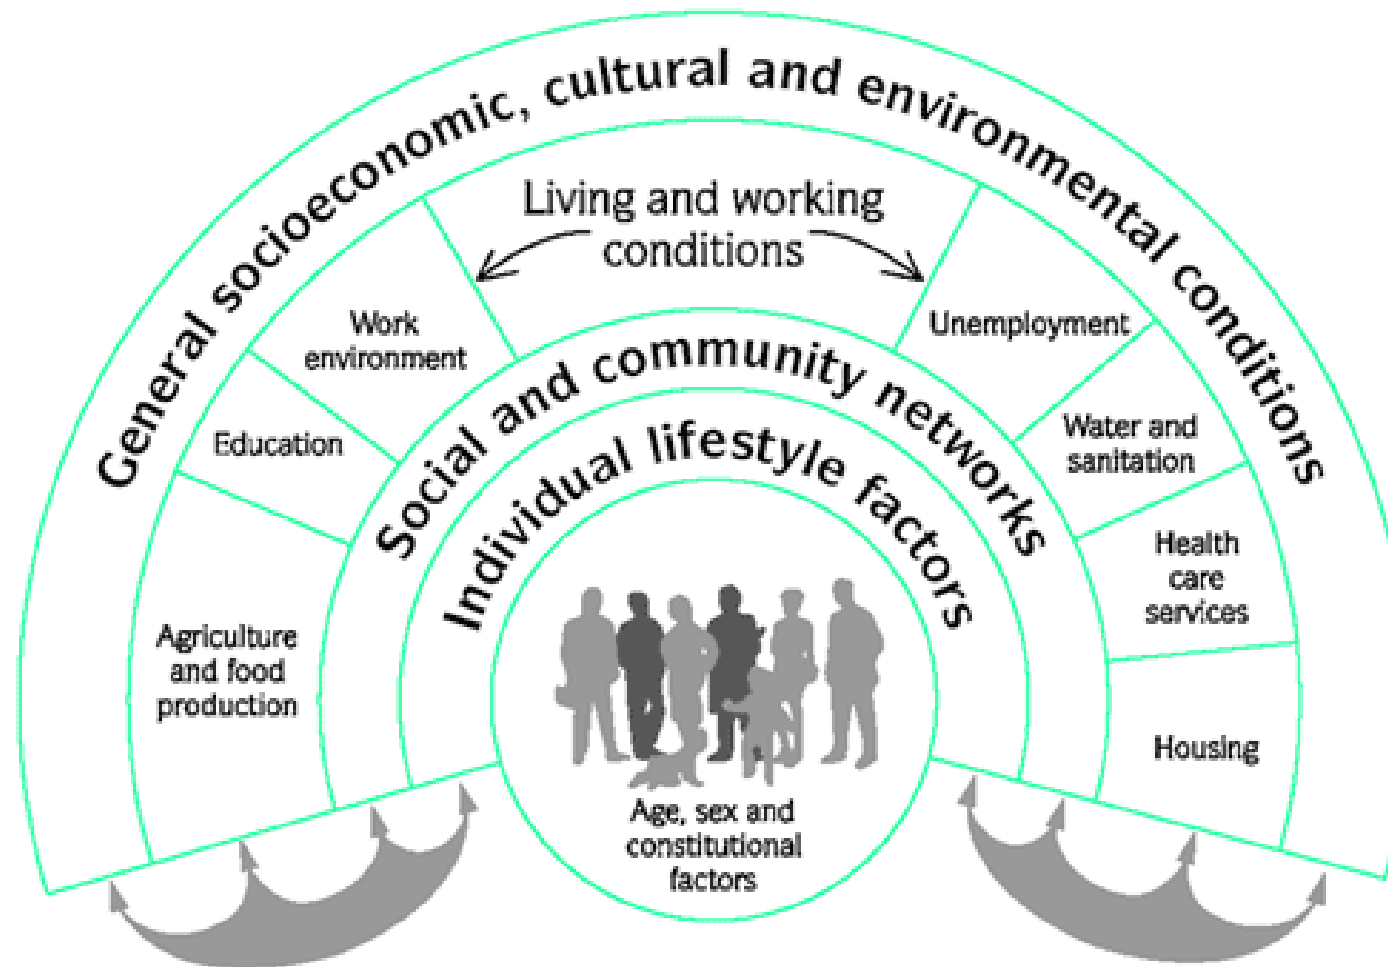 General socioeconomic, cultural and environmental conditions
Living and working
conditions
Work
environment
Unemployment
Education
Water and
sanitation
Agriculture
and food
production
Health
care
services
Housing
Social and community networks
Individual lifestyle factors
Age, sex and
constitutional
factors